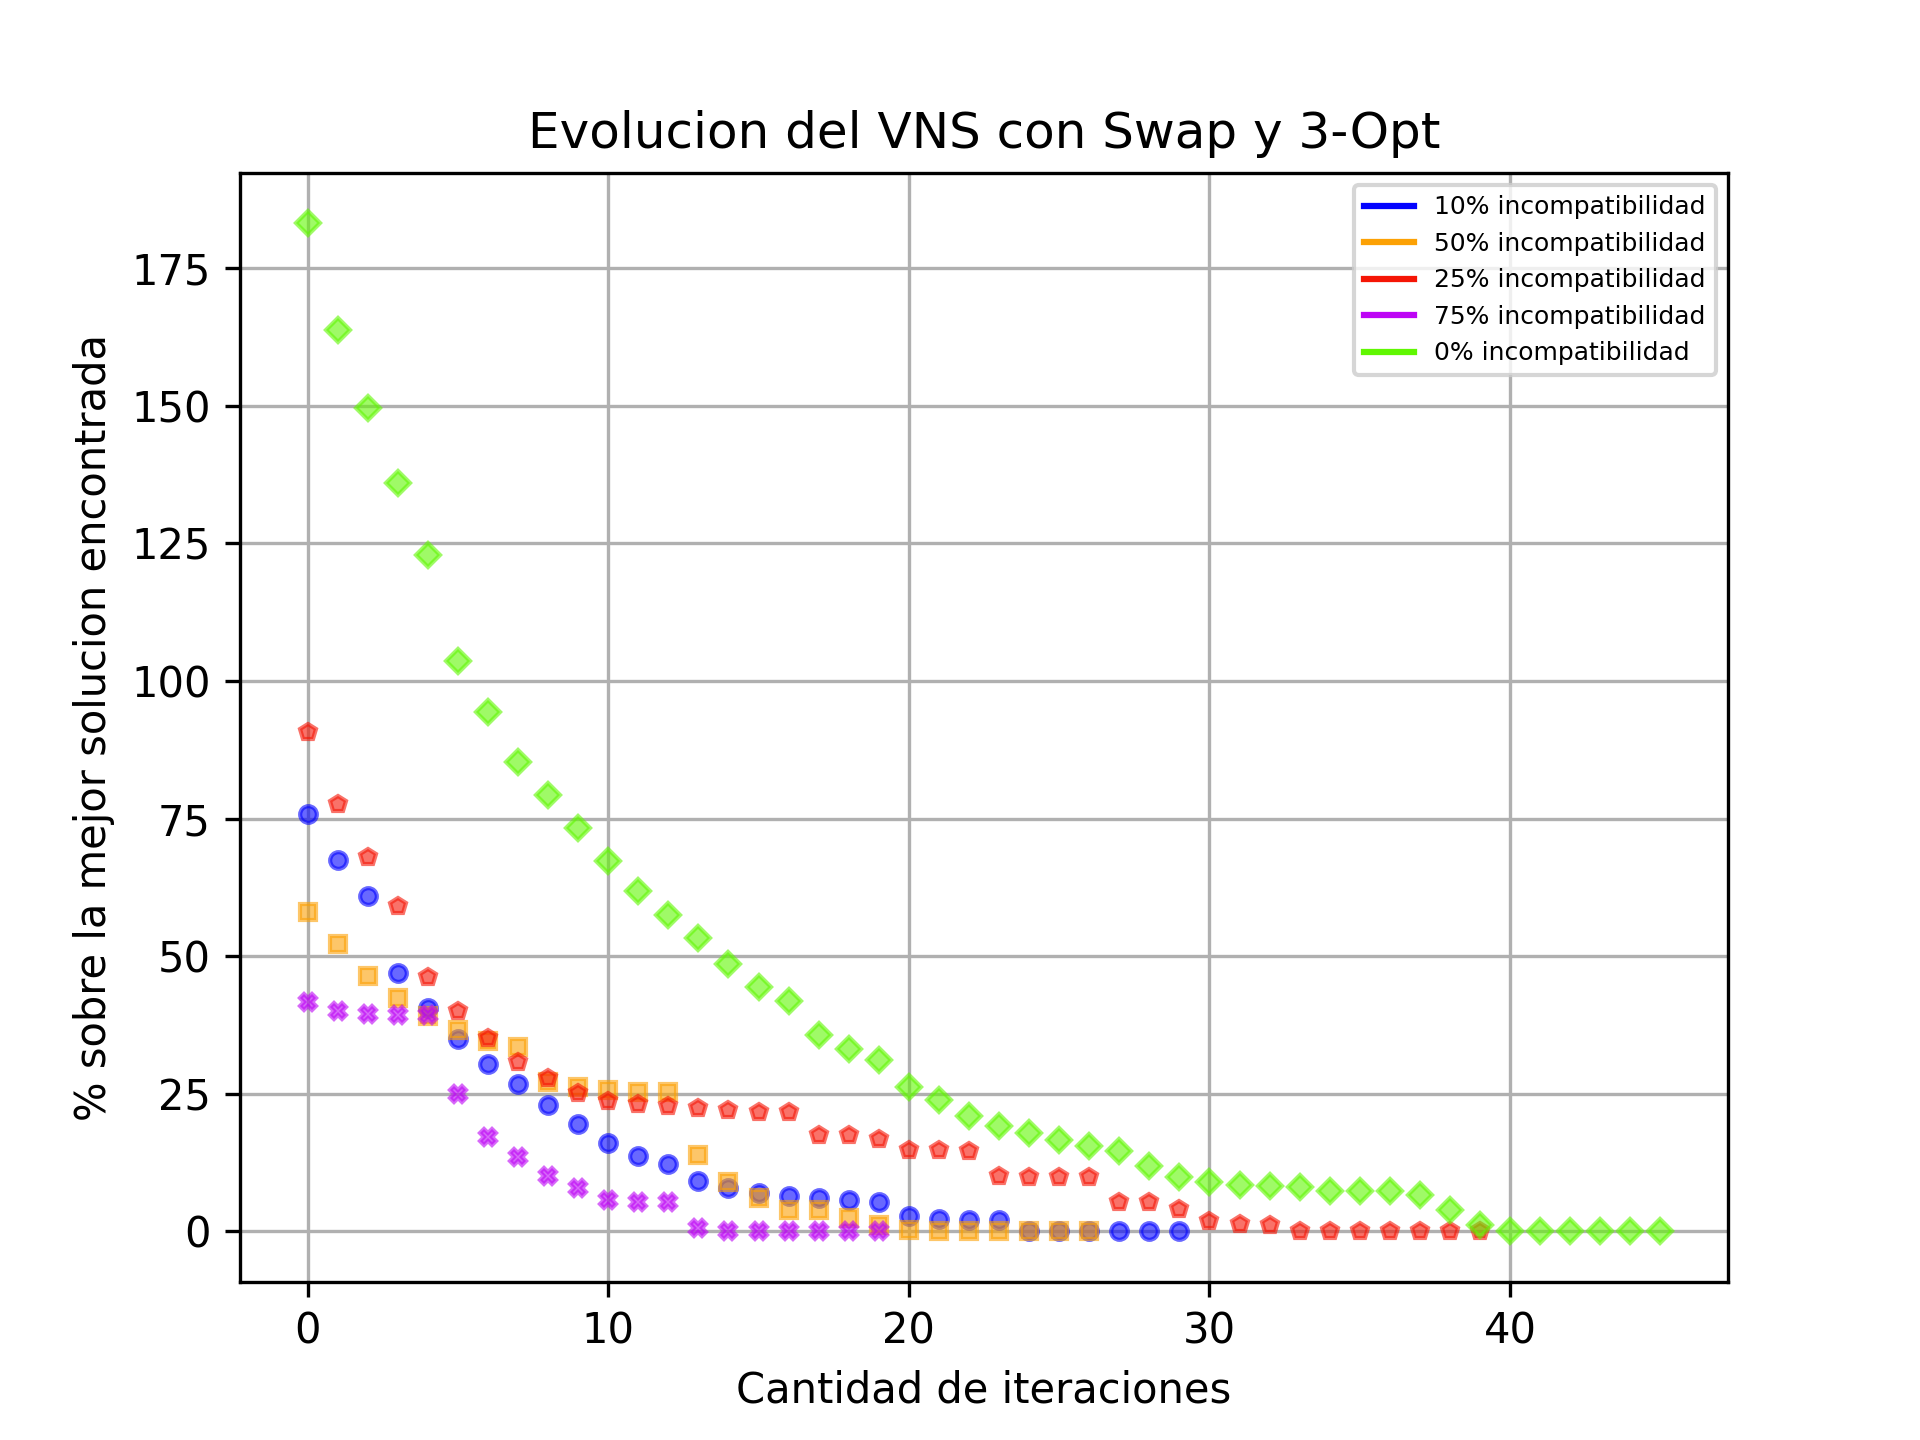 Evolucion del VNS con Swap y 3-Opt
10% incompatibilidad
50% incompatibilidad
25% incompatibilidad
75% incompatibilidad
0% incompatibilidad
% sobre la mejor solucion encontrada
175
150
125
100
75
50
25
0
0 10 20 30 40
Cantidad de iteraciones